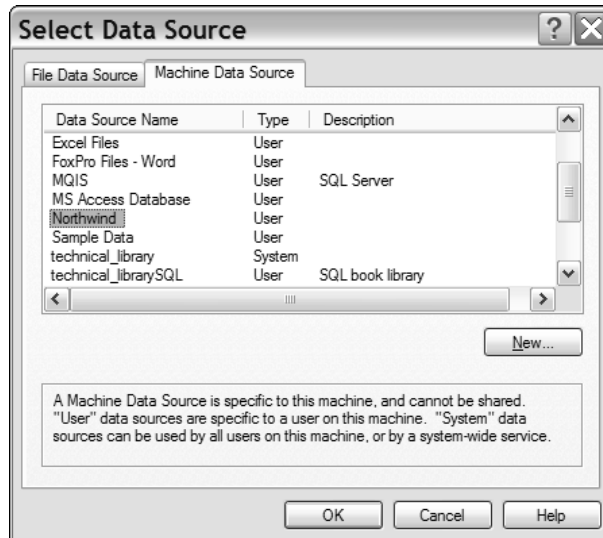 Select Data Source
File Data Source Machine Data Source
Data Source Name Type Description
Excel Files User
FoxPro Files - Word User
MQIS User SQL Server
MS Access Database User
Northwind User
Sample Data User
technical_library System
technical_librarySQL User SQL book library
New...
A Machine Data Source is specific to this machine, and cannot be shared.
"User" data sources are specific to a user on this machine. "System" data
sources can be used by all users on this machine, or by a system-wide service.
OK Cancel Help